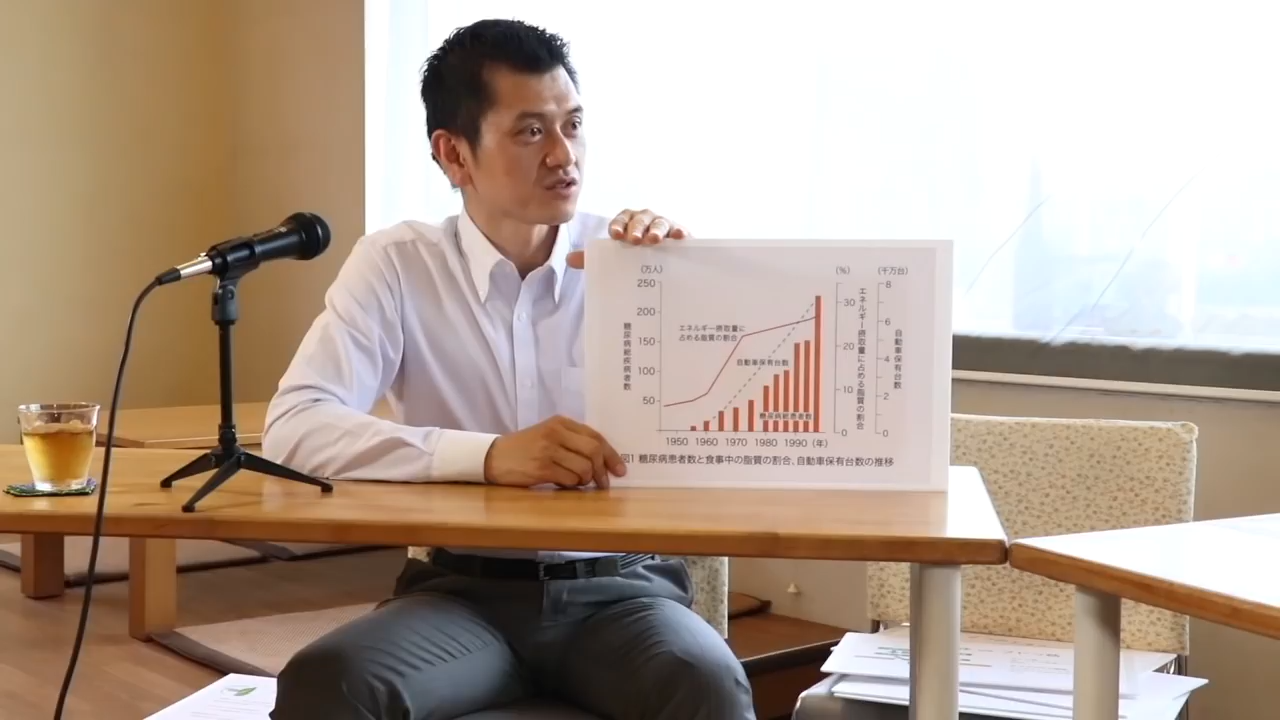 (万人)
(%)
(千万台)
250
200
150
100
50
糖尿病総疾病者数
エネルギー摂取量に
占める脂質の割合
自動車保有台数
糖尿病総患者数
30
20
10
0
エネルギー摂取量に占める脂質の割合
8
6
4
2
0
自動車保有台数
1950 1960 1970 1980 1990 (年)
図1 糖尿病患者数と食事中の脂質の割合、自動車保有台数の推移